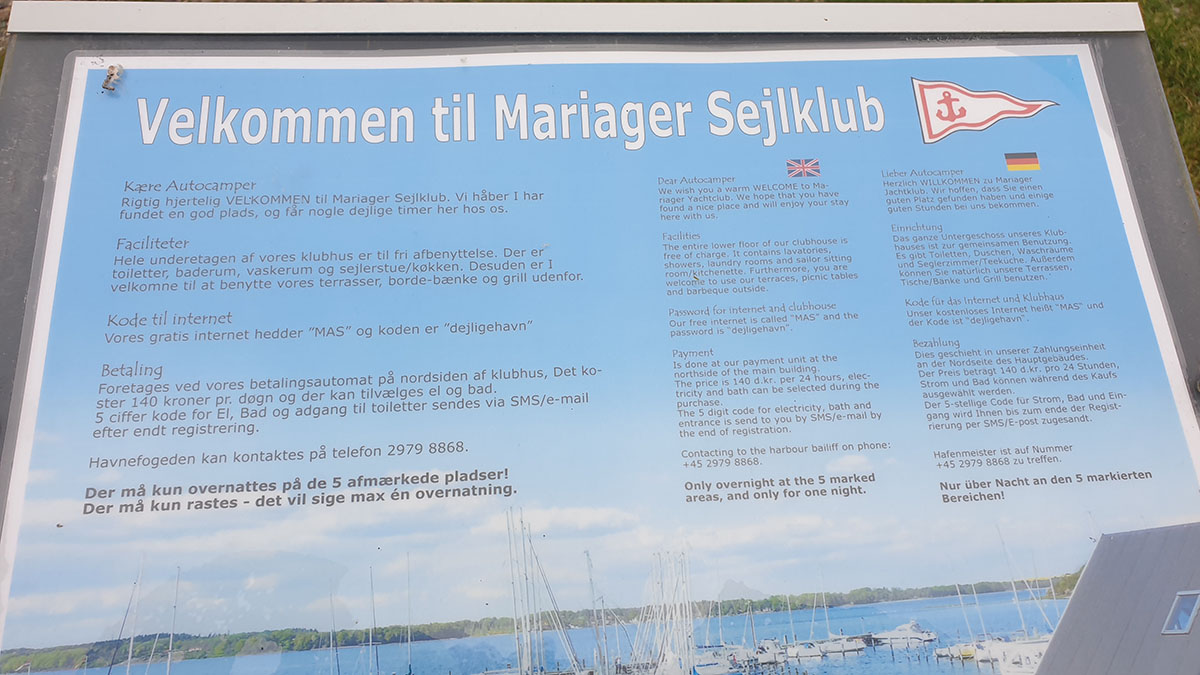 Velkommen til Mariager Sejlklub
Kære Autocamper
Rigtig hjertelig VELKOMMEN til Mariager Sejlklub. Vi håber I har
fundet en god plads, og får nogle dejlige timer her hos os.
Faciliteter
Hele underetagen af vores klubhus er til fri afbenyttelse. Der er
toiletter, baderum, vaskerum og sejlerstue/køkken. Desuden er I
velkomne til at benytte vores terrasser, borde-bænke og grill udenfor.
Kode til internet
Vores gratis internet hedder ”MAS” og koden er ”dejligehavn”
Betaling
Foretages ved vores betalingsautomat på nordsiden af klubhus, Det ko-
ster 140 kroner pr. døgn og der kan tilvælges el og bad.
5 ciffer kode for El, Bad og adgang til toiletter sendes via SMS/e-mail
efter endt registrering.
Havnefogeden kan kontaktes på telefon 2979 8868.
Der må kun overnattes på de 5 afmærkede pladser!
Der må kun rastes - det vil sige max én overnatning.
Dear Autocamper
We wish you a warm WELCOME to Ma-
riager Yachtclub. We hope that you have
found a nice place and will enjoy your stay
here with us.
Facilities
The entire lower floor of our clubhouse is
free of charge. It contains lavatories,
showers, laundry rooms and sailor sitting
room/kitchenette. Furthermore, you are
welcome to use our terraces, picnic tables
and barbeque outside.
Password for internet and clubhouse
Our free internet is called ”MAS” and the
password is ”dejligehavn”.
Payment
Is done at our payment unit at the
northside of the main building.
The price is 140 d.kr. per 24 hours, elec-
tricity and bath can be selected during the
purchase.
The 5 digit code for electricity, bath and
entrance is send to you by SMS/e-mail by
the end of registration.
Contacting to the harbour bailiff on phone:
+45 2979 8868.
Only overnight at the 5 marked
areas, and only for one night.
Lieber Autocamper
Herzlich WILLKOMMEN zu Mariager
Jachtklub. Wir hoffen, dass Sie einen
guten Platz gefunden haben und einige
guten Stunden bei uns bekommen.
Einrichtung
Das ganze Untergeschoss unseres Klub-
hauses ist zur gemeinsamen Benutzung.
Es gibt Toiletten, Duschen, Waschräume
und Seglerzimmer/Teeküche. Außerdem
können Sie natürlich unsere Terrassen,
Tische/Bänke und Grill benutzen.
Kode für das Internet und Klubhaus
Unser kostenloses Internet heißt ”MAS” und
der Kode ist ”dejligehavn”.
Bezahlung
Dies geschieht in unserer Zahlungseinheit
an der Nordseite des Hauptgebäudes.
Der Preis beträgt 140 d.kr. pro 24 Stunden,
Strom und Bad können während des Kaufs
ausgewählt werden.
Der 5-stellige Code für Strom, Bad und Ein-
gang wird Ihnen bis zum ende der Regist-
rierung per SMS/E-post zugesandt.
Hafenmeister ist auf Nummer
+45 2979 8868 zu treffen.
Nur über Nacht an den 5 markierten
Bereichen!